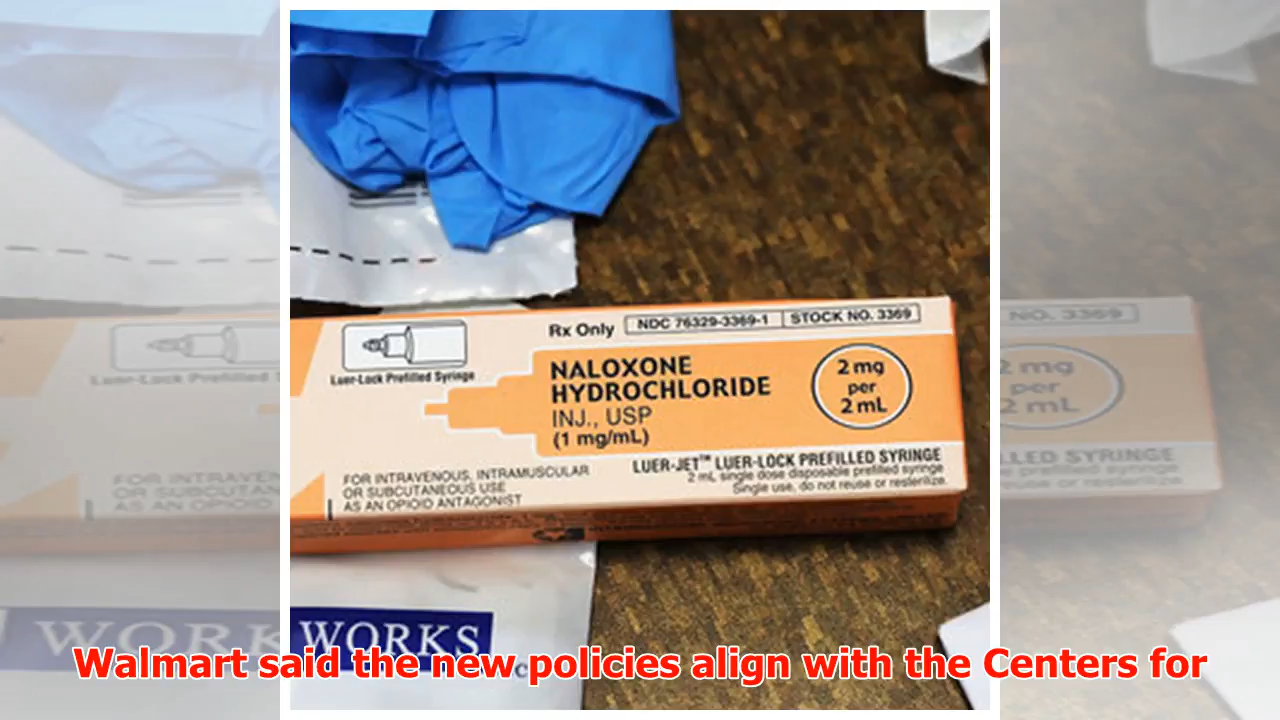 Rx Only
NDC 76329-3369-1
STOCK NO. 3369
Luer-Lock Prefilled Syringe
NALOXONE
HYDROCHLORIDE
INJ., USP
(1 mg/mL)
2 mg
per
2 mL
FOR INTRAVENOUS, INTRAMUSCULAR
OR SUBCUTANEOUS USE
AS AN OPIOID ANTAGONIST
LUER-JET™ LUER-LOCK PREFILLED SYRINGE
2 mL single dose disposable prefilled syringe
Single use, do not reuse or resterilize.
WORKS
Walmart said the new policies align with the Centers for